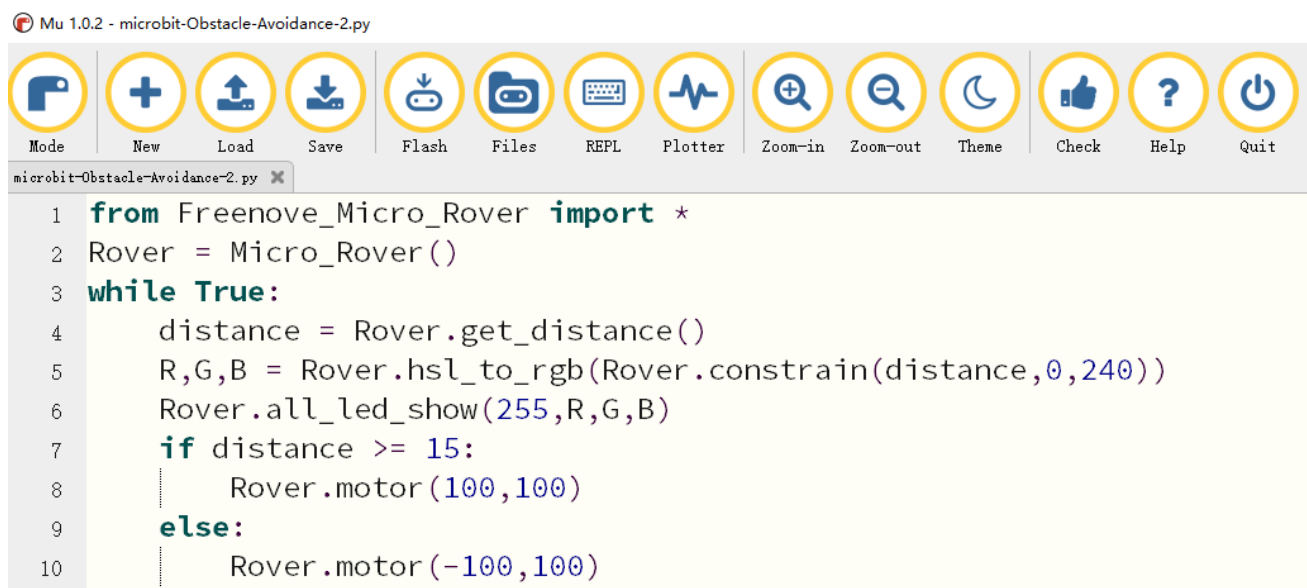 Mu 1.0.2 - microbit-Obstacle-Avoidance-2.py
Mode New Load Save Flash Files REPL Plotter Zoom-in Zoom-out Theme Check Help Quit
microbit-Obstacle-Avoidance-2.py
1 from Freenove_Micro_Rover import *
2 Rover = Micro_Rover()
3 while True:
4     distance = Rover.get_distance()
5     R,G,B = Rover.hsl_to_rgb(Rover.constrain(distance,0,240))
6     Rover.all_led_show(255,R,G,B)
7     if distance >= 15:
8         Rover.motor(100,100)
9     else:
10         Rover.motor(-100,100)